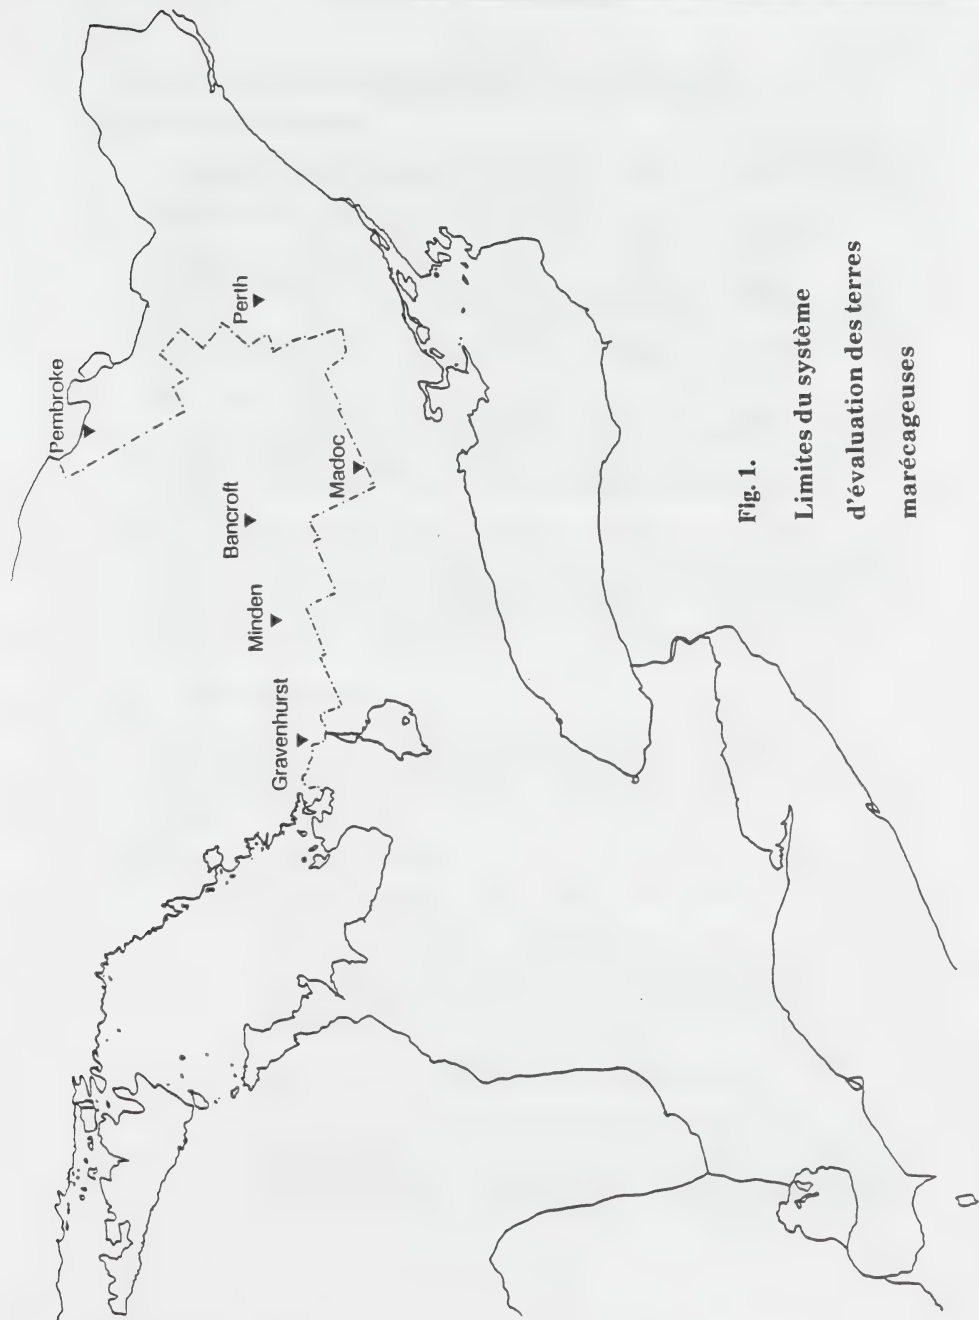 Pembroke
Perth
Bancroft
Madoc
Minden
Gravenhurst
Fig. 1.
Limites du système
d'évaluation des terres
marécageuses